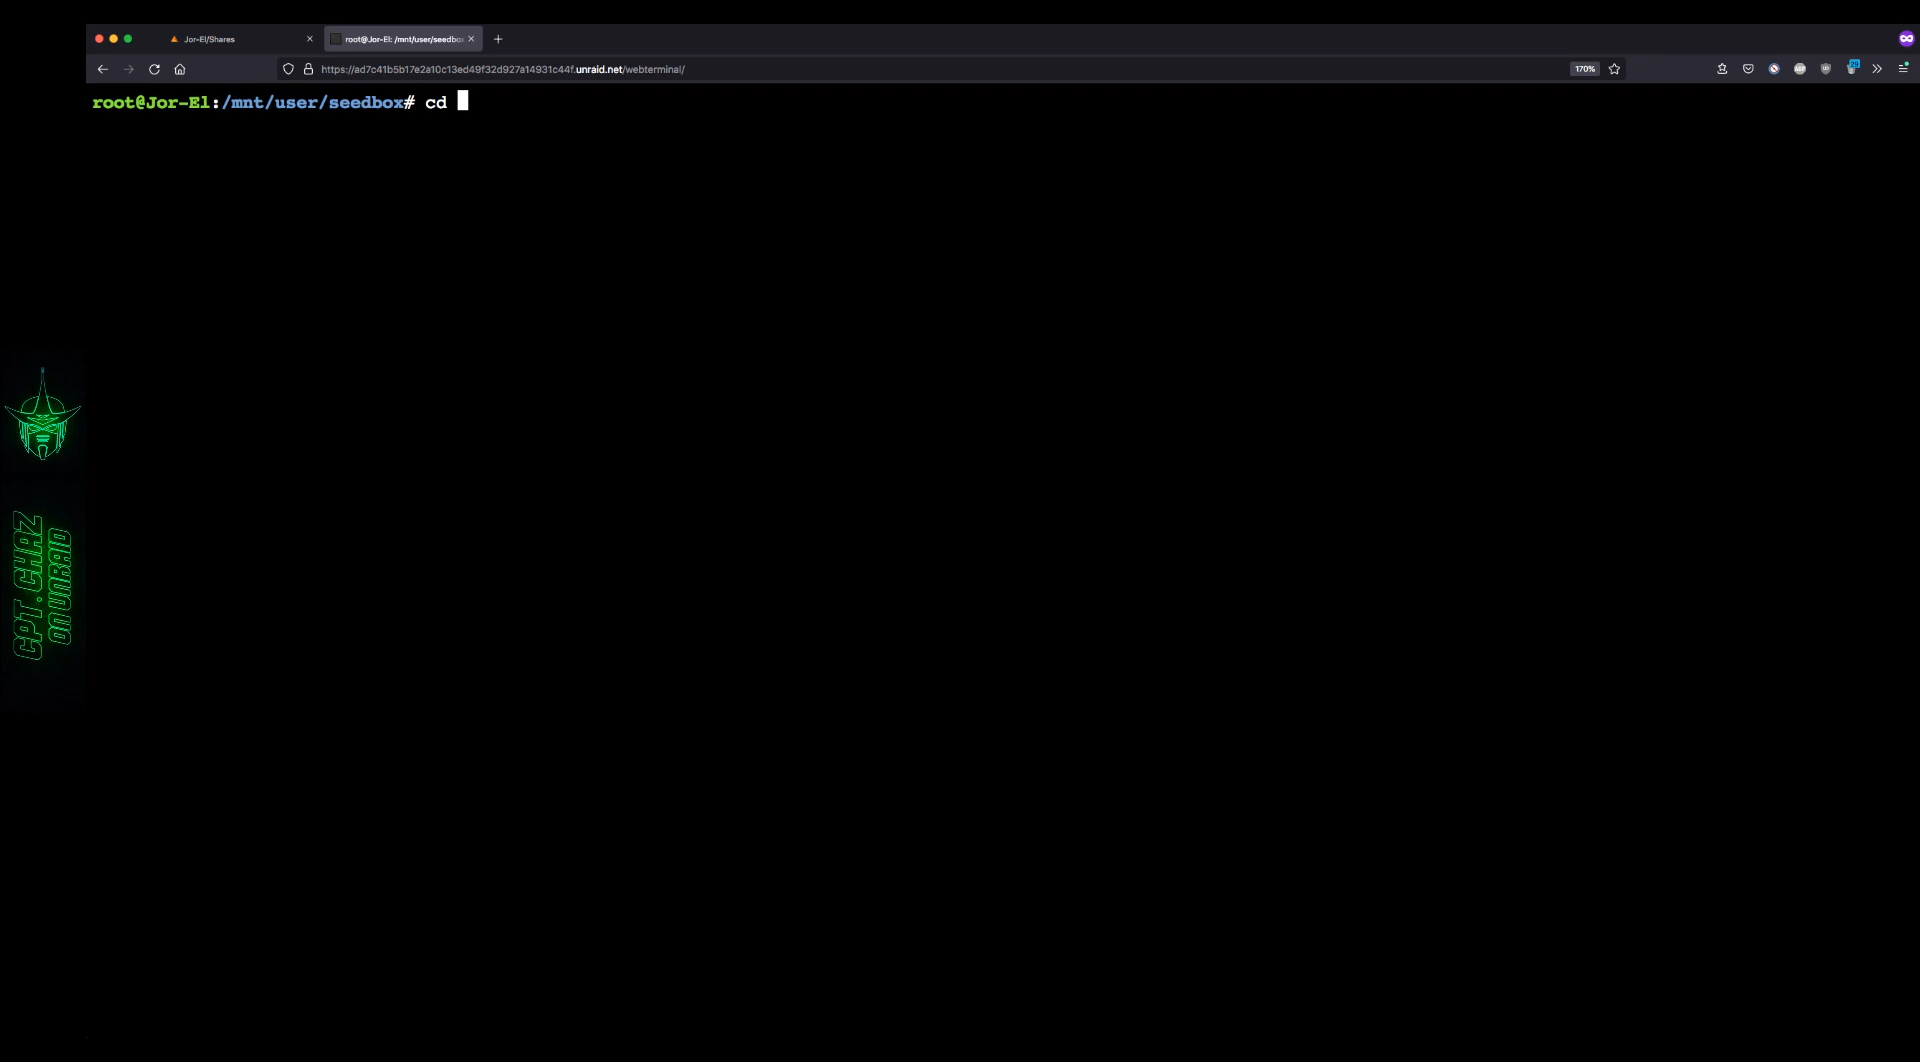 Jor-El/Shares
root@Jor-El: /mnt/user/seedbox
https://ad7c41b5b17e2a10c13ed49f32d927a14931c44f.unraid.net/webterminal/
170%
root@Jor-El:/mnt/user/seedbox# cd
CPT.CHAZ
ON UNRAID